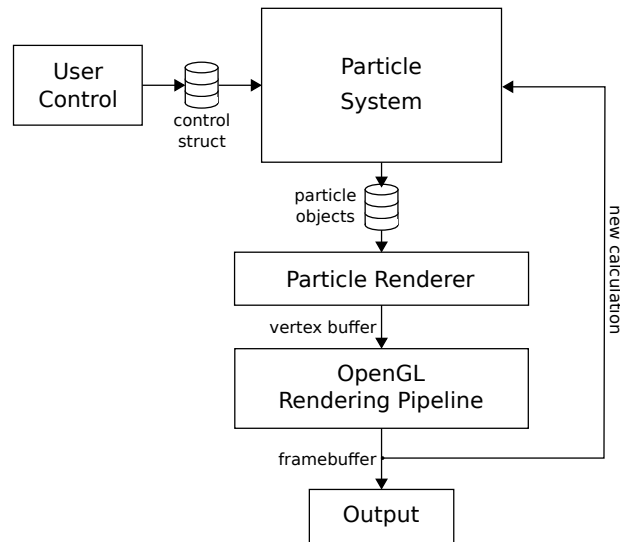 User
Control
control
struct
Particle
System
particle
objects
Particle Renderer
vertex buffer
OpenGL
Rendering Pipeline
framebuffer
Output
new calculation